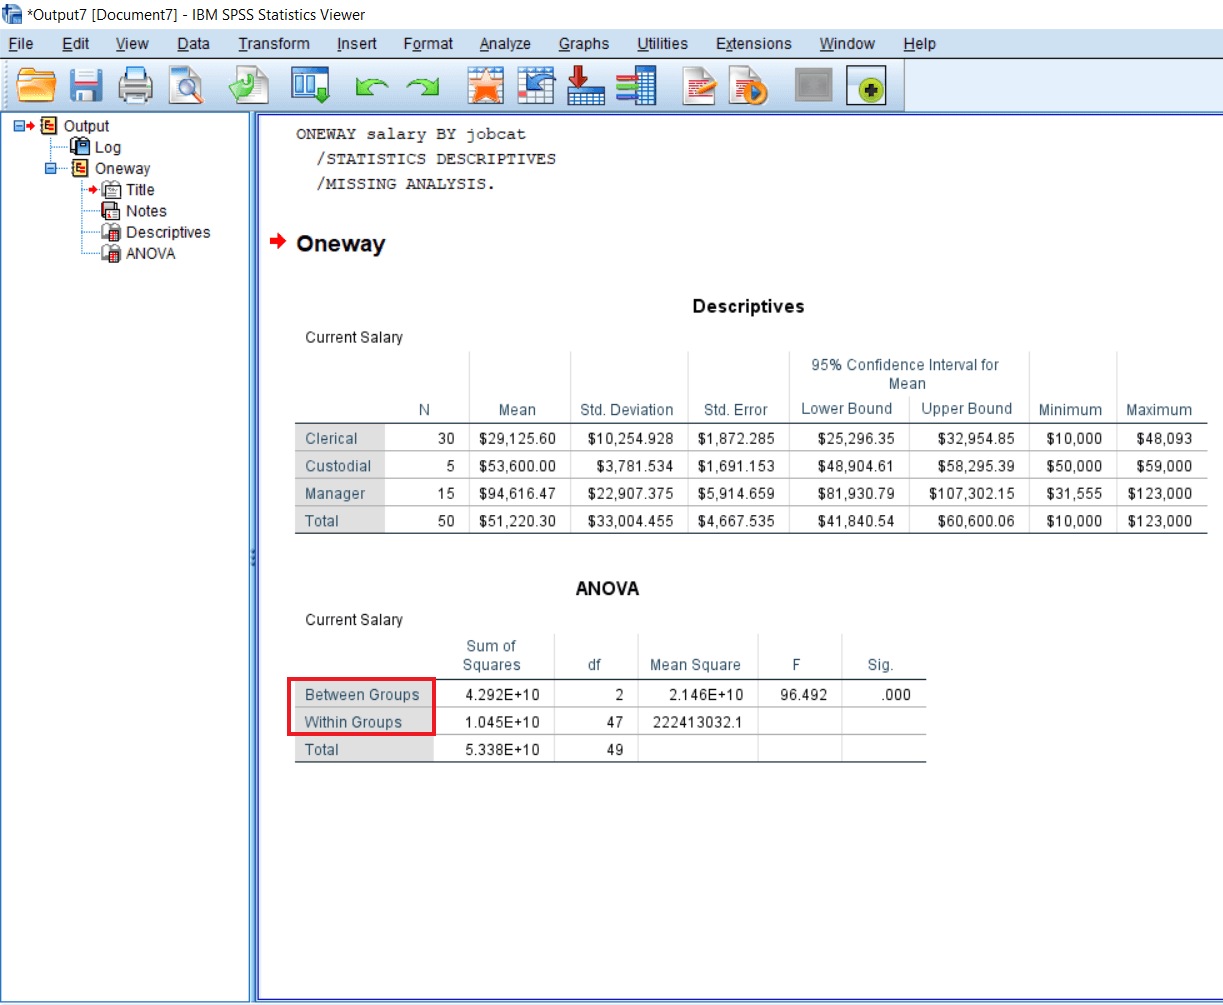 *Output7 [Document7] - IBM SPSS Statistics Viewer
File Edit View Data Transform Insert Format Analyze Graphs Utilities Extensions Window Help
Output
Log
Oneway
Title
Notes
Descriptives
ANOVA
ONEWAY salary BY jobcat
/STATISTICS DESCRIPTIVES
/MISSING ANALYSIS.
Oneway
Descriptives
Current Salary
95% Confidence Interval for
Mean
N Mean Std. Deviation Std. Error Lower Bound Upper Bound Minimum Maximum
Clerical 30 $29,125.60 $10,254.928 $1,872.285 $25,296.35 $32,954.85 $10,000 $48,093
Custodial 5 $53,600.00 $3,781.534 $1,691.153 $48,904.61 $58,295.39 $50,000 $59,000
Manager 15 $94,616.47 $22,907.375 $5,914.659 $81,930.79 $107,302.15 $31,555 $123,000
Total 50 $51,220.30 $33,004.455 $4,667.535 $41,840.54 $60,600.06 $10,000 $123,000
ANOVA
Current Salary
Sum of
Squares df Mean Square F Sig.
Between Groups 4.292E+10 2 2.146E+10 96.492 .000
Within Groups 1.045E+10 47 222413032.1
Total 5.338E+10 49